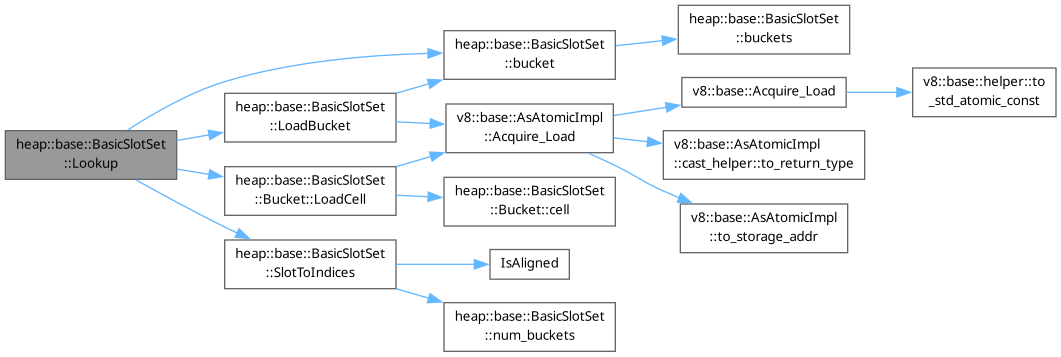 heap::base::BasicSlotSet
::Lookup
heap::base::BasicSlotSet
::bucket
heap::base::BasicSlotSet
::buckets
heap::base::BasicSlotSet
::LoadBucket
v8::base::AsAtomicImpl
::Acquire_Load
v8::base::Acquire_Load
v8::base::helper::to
_std_atomic_const
v8::base::AsAtomicImpl
::cast_helper::to_return_type
v8::base::AsAtomicImpl
::to_storage_addr
heap::base::BasicSlotSet
::Bucket::LoadCell
heap::base::BasicSlotSet
::Bucket::cell
heap::base::BasicSlotSet
::SlotToIndices
IsAligned
heap::base::BasicSlotSet
::num_buckets